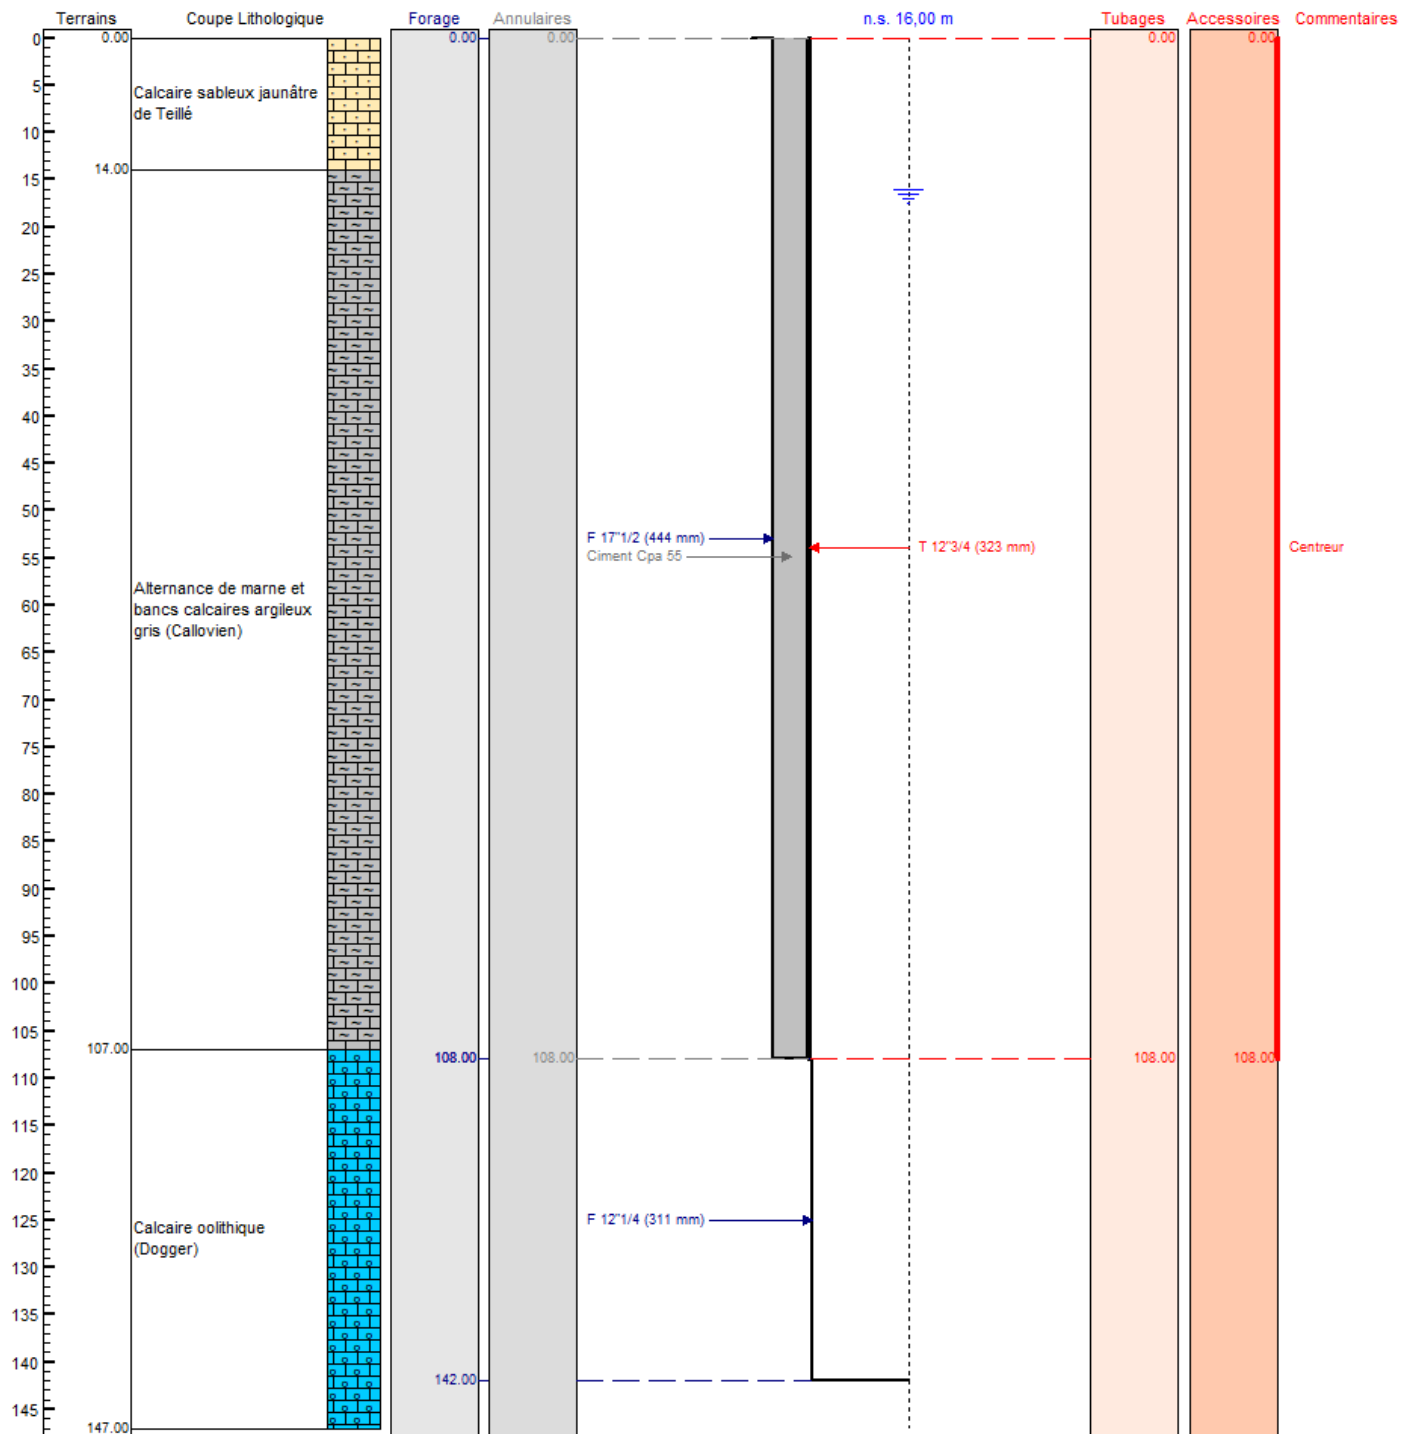 Terrains Coupe Lithologique Forage Annulaires n.s. 16,00 m Tubages Accessoires Commentaires
0 0.00 0.00 0.00 0.00 0.00
5
Calcaire sableux jaunâtre
de Teillé
10
14.00
15
20
25
30
35
40
45
50
F 17"1/2 (444 mm) T 12"3/4 (323 mm) Centreur
Ciment Cpa 55
55
Alternance de marne et
bancs calcaires argileux
gris (Callovien)
60
65
70
75
80
85
90
95
100
105
107.00
108.00 108.00 108.00 108.00
110
115
120
125 F 12"1/4 (311 mm)
Calcaire oolithique
(Dogger)
130
135
140
142.00
145
147.00